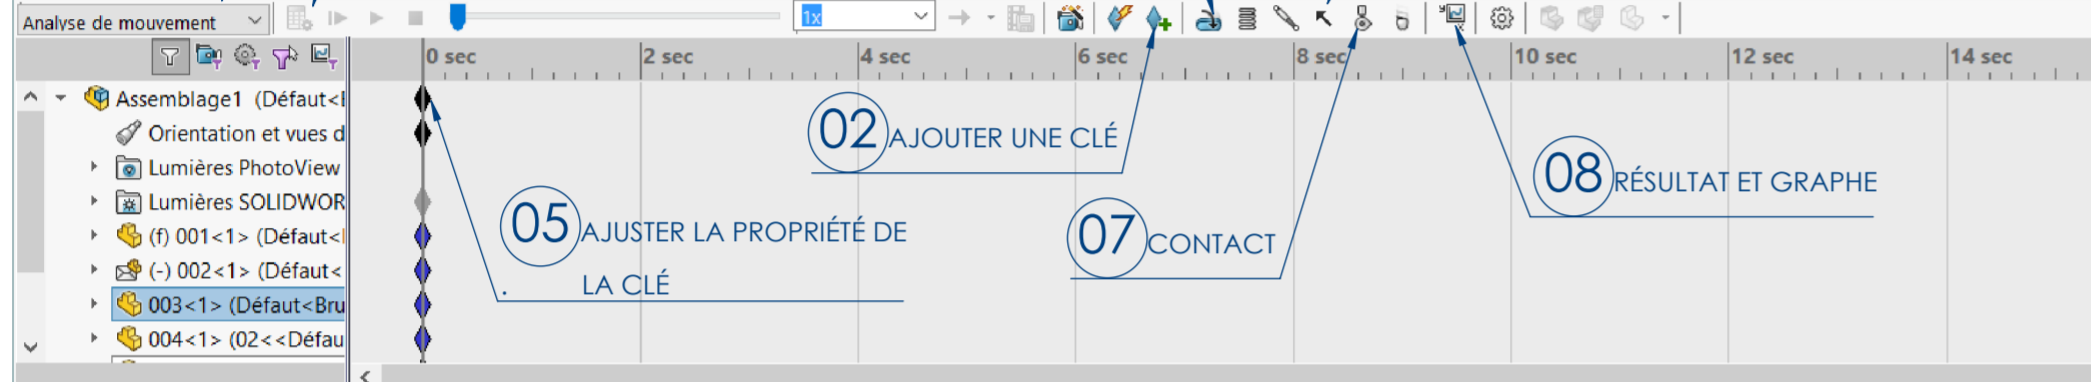 Analyse de mouvement
1x
0 sec
2 sec
4 sec
6 sec
8 sec
10 sec
12 sec
14 sec
Assemblage1 (Défaut<
Orientation et vues d
Lumières PhotoView
Lumières SOLIDWOR
(f) 001<1> (Défaut<
(-) 002<1> (Défaut<
003<1> (Défaut<Bru
004<1> (02<<Défau
02 AJOUTER UNE CLÉ
05 AJUSTER LA PROPRIÉTÉ DE
. LA CLÉ
07 CONTACT
08 RÉSULTAT ET GRAPHE